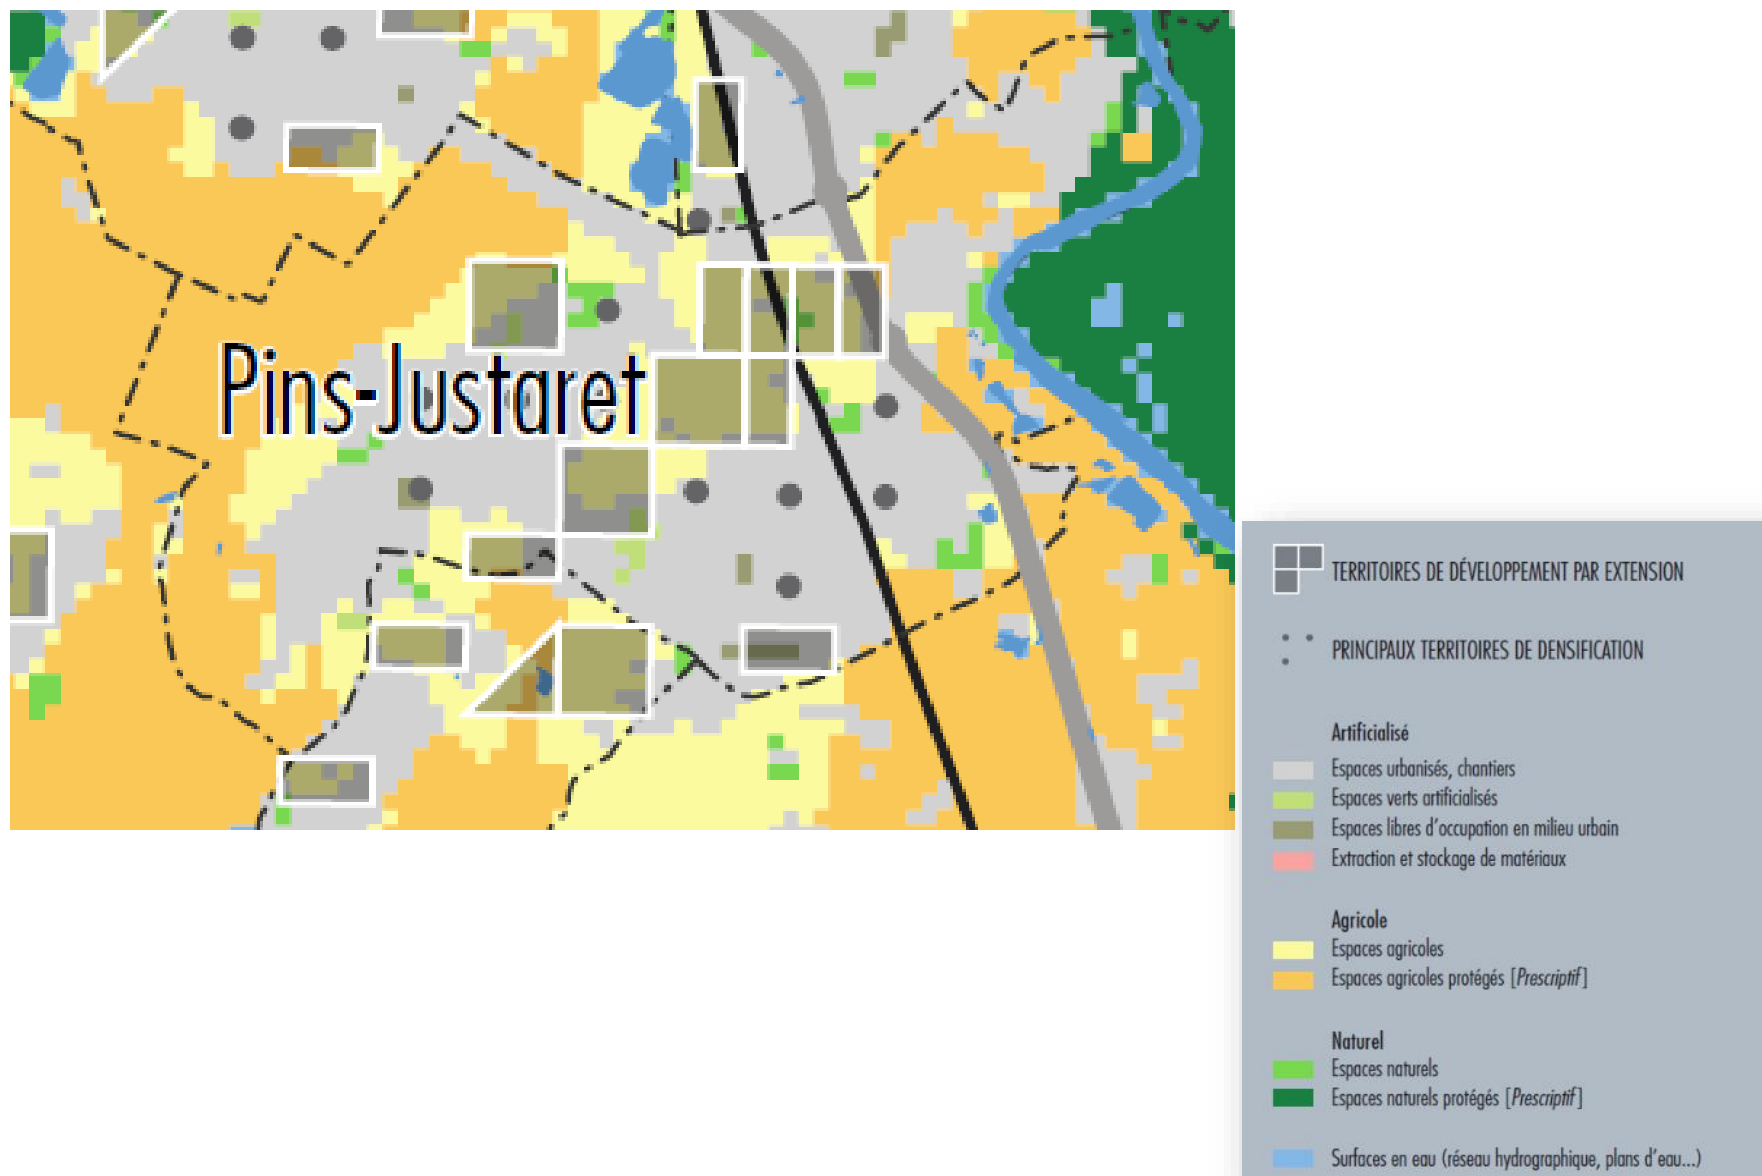 Pins-Justaret
TERRITOIRES DE DÉVELOPPEMENT PAR EXTENSION
PRINCIPAUX TERRITOIRES DE DENSIFICATION
Artificialisé
Espaces urbanisés, chantiers
Espaces verts artificialisés
Espaces libres d'occupation en milieu urbain
Extraction et stockage de matériaux
Agricole
Espaces agricoles
Espaces agricoles protégés [Prescriptif]
Naturel
Espaces naturels
Espaces naturels protégés [Prescriptif]
Surfaces en eau (réseau hydrographique, plans d'eau...)